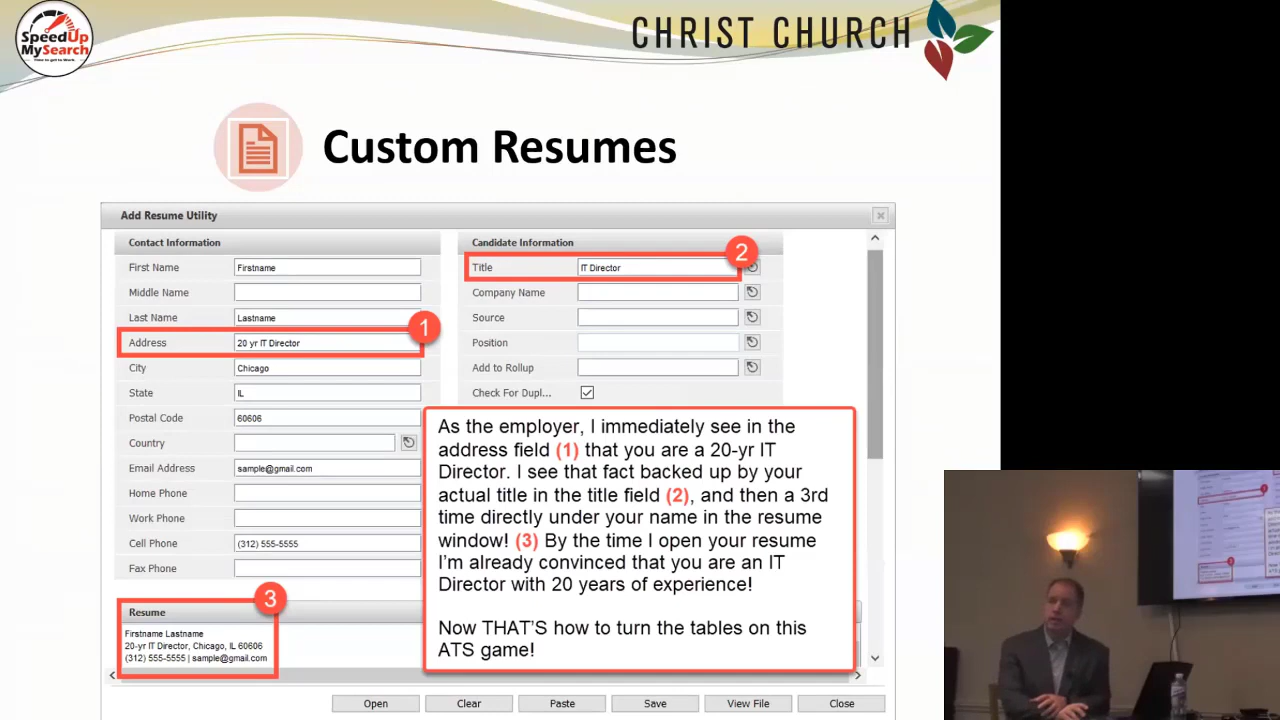 SpeedUp
MySearch
CHRIST CHURCH
Custom Resumes
Add Resume Utility
Contact Information
First Name Firstname
Middle Name
Last Name Lastname
Address 20 yr IT Director
1
City Chicago
State IL
Postal Code 60606
Country
Email Address sample@gmail.com
Home Phone
Work Phone
Cell Phone (312) 555-5555
Fax Phone
Candidate Information
2
Title IT Director
Company Name
Source
Position
Add to Rollup
Check For Dupl...
As the employer, I immediately see in the
address field (1) that you are a 20-yr IT
Director. I see that fact backed up by your
actual title in the title field (2), and then a 3rd
time directly under your name in the resume
window! (3) By the time I open your resume
I'm already convinced that you are an IT
Director with 20 years of experience!
Now THAT'S how to turn the tables on this
ATS game!
3
Resume
Firstname Lastname
20-yr IT Director, Chicago, IL 60606
(312) 555-5555 | sample@gmail.com
Open Clear Paste Save View File Close